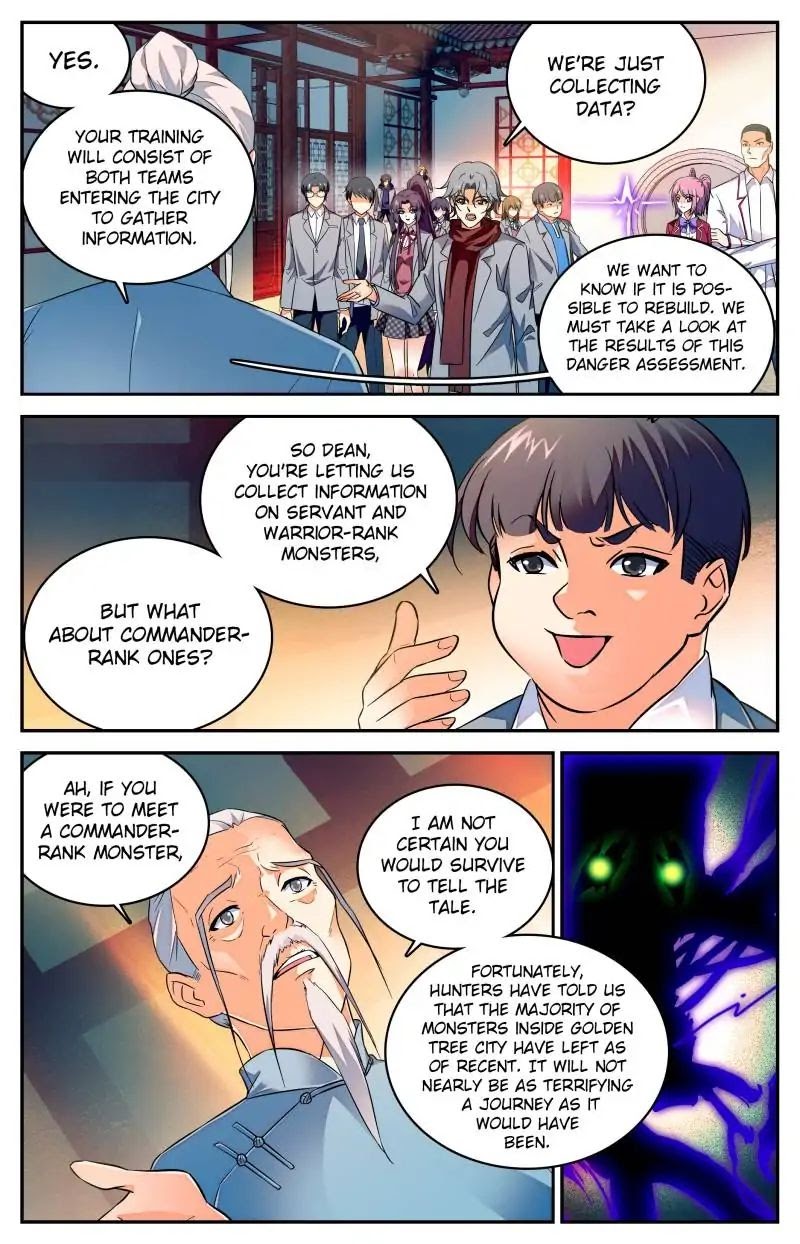 YES.
YOUR TRAINING
WILL CONSIST OF
BOTH TEAMS
ENTERING THE CITY
TO GATHER
INFORMATION.
WE'RE JUST
COLLECTING
DATA?
WE WANT TO
KNOW IF IT IS POS-
SIBLE TO REBUILD. WE
MUST TAKE A LOOK AT
THE RESULTS OF THIS
DANGER ASSESSMENT.
SO DEAN,
YOU'RE LETTING US
COLLECT INFORMATION
ON SERVANT AND
WARRIOR-RANK
MONSTERS,
BUT WHAT
ABOUT COMMANDER-
RANK ONES?
AH, IF YOU
WERE TO MEET
A COMMANDER-
RANK MONSTER,
I AM NOT
CERTAIN YOU
WOULD SURVIVE
TO TELL THE
TALE.
FORTUNATELY,
HUNTERS HAVE TOLD US
THAT THE MAJORITY OF
MONSTERS INSIDE GOLDEN
TREE CITY HAVE LEFT AS
OF RECENT. IT WILL NOT
NEARLY BE AS TERRIFYING
A JOURNEY AS IT
WOULD HAVE
BEEN.